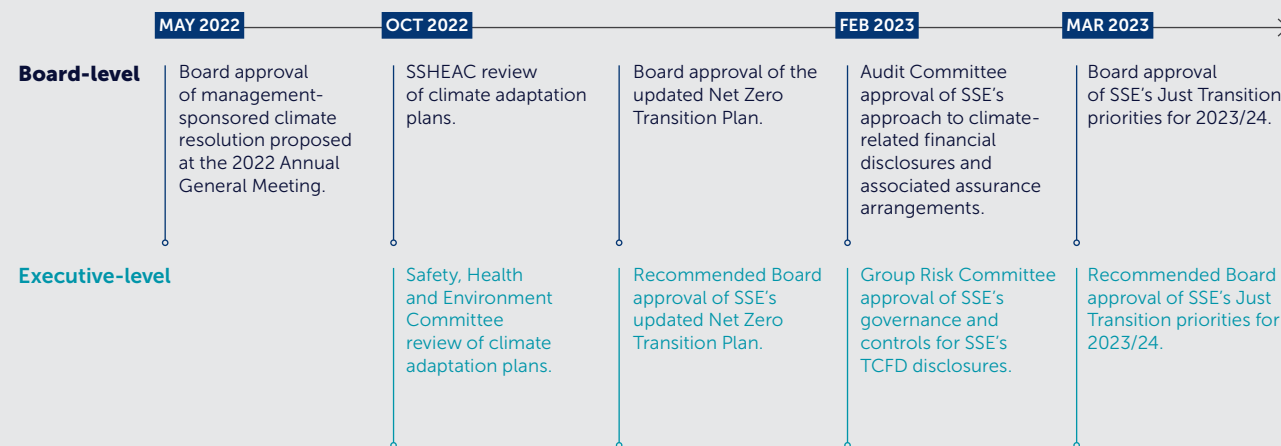 MAY 2022
OCT 2022
FEB 2023
MAR 2023
Board-level
Board approval
of management-
sponsored climate
resolution proposed
at the 2022 Annual
General Meeting.
SSHEAC review
of climate adaptation
plans.
Board approval of the
updated Net Zero
Transition Plan.
Audit Committee
approval of SSE's
approach to climate-
related financial
disclosures and
associated assurance
arrangements.
Board approval
of SSE's Just Transition
priorities for 2023/24.
Executive-level
Safety, Health
and Environment
Committee
review of climate
adaptation plans.
Recommended Board
approval of SSE's
updated Net Zero
Transition Plan.
Group Risk Committee
approval of SSE's
governance and
controls for SSE's
TCFD disclosures.
Recommended Board
approval of SSE's Just
Transition priorities for
2023/24.